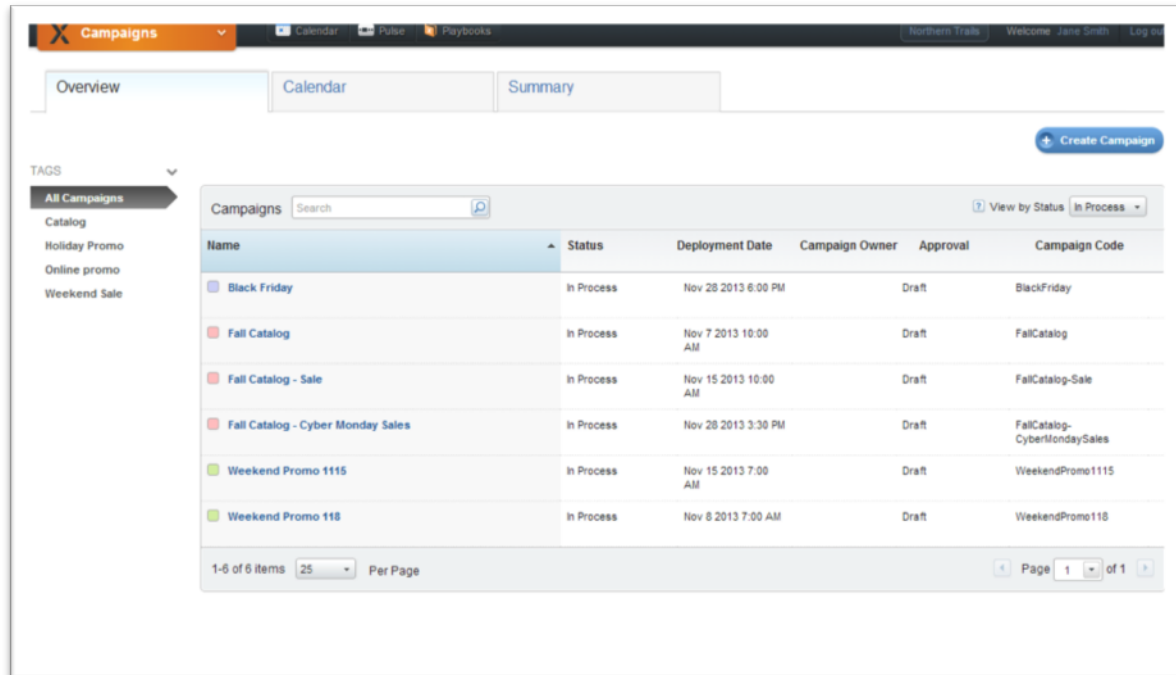 Campaigns
Calendar Pulse Playbooks Northern Trails Welcome Jane Smith Log out
Overview Calendar Summary
Create Campaign
TAGS
All Campaigns
Catalog
Holiday Promo
Online promo
Weekend Sale
Campaigns Search ? View by Status In Process
Name Status Deployment Date Campaign Owner Approval Campaign Code
Black Friday In Process Nov 28 2013 6:00 PM Draft BlackFriday
Fall Catalog In Process Nov 7 2013 10:00 Draft FallCatalog
AM
Fall Catalog - Sale In Process Nov 15 2013 10:00 Draft FallCatalog-Sale
AM
Fall Catalog - Cyber Monday Sales In Process Nov 28 2013 3:30 PM Draft FallCatalog-
CyberMondaySales
Weekend Promo 1115 In Process Nov 15 2013 7:00 Draft WeekendPromo1115
AM
Weekend Promo 118 In Process Nov 8 2013 7:00 AM Draft WeekendPromo118
1-6 of 6 items 25 Per Page Page 1 of 1